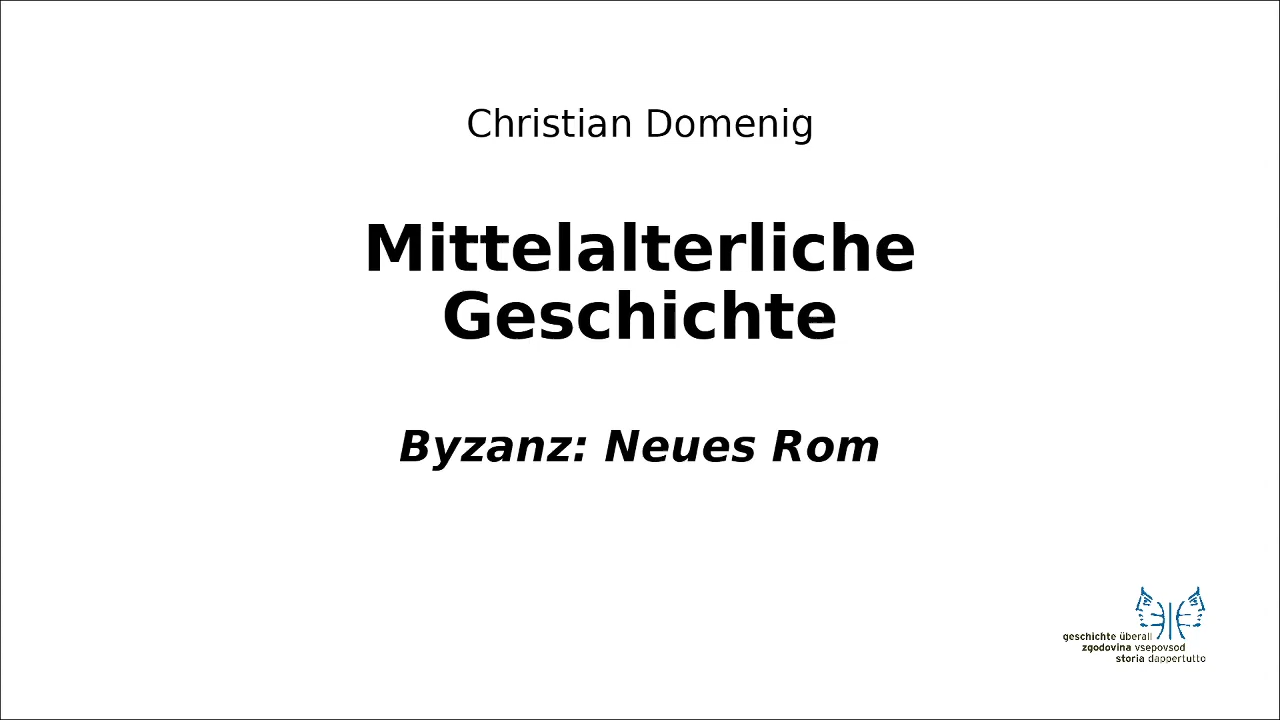 Christian Domenig
Mittelalterliche
Geschichte
Byzanz: Neues Rom
geschichte überall
zgodovina vsepovsod
storia dappertutto